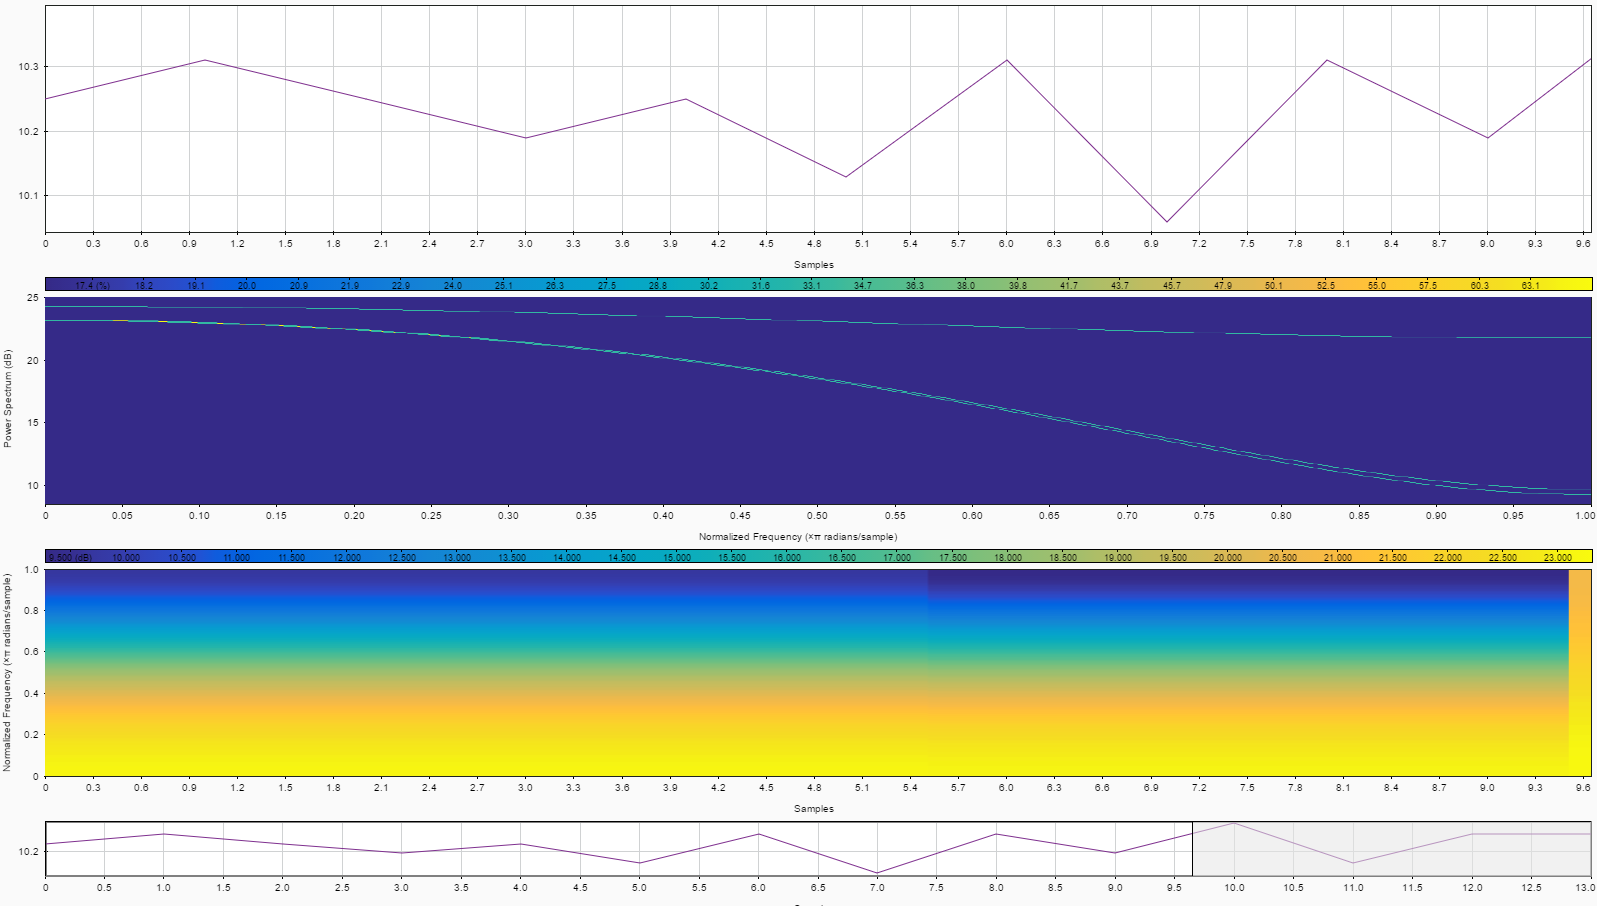 10.3
10.2
10.1
0 0.3 0.6 0.9 1.2 1.5 1.8 2.1 2.4 2.7 3.0 3.3 3.6 3.9 4.2 4.5 4.8 5.1 5.4 5.7 6.0 6.3 6.6 6.9 7.2 7.5 7.8 8.1 8.4 8.7 9.0 9.3 9.6
Samples
17.4 (%) 18.2 19.1 20.0 20.9 21.9 22.9 24.0 25.1 26.3 27.5 28.8 30.2 31.6 33.1 34.7 36.3 38.0 39.8 41.7 43.7 45.7 47.9 50.1 52.5 55.0 57.5 60.3 63.1
Power Spectrum (dB)
25
20
15
10
0 0.05 0.10 0.15 0.20 0.25 0.30 0.35 0.40 0.45 0.50 0.55 0.60 0.65 0.70 0.75 0.80 0.85 0.90 0.95 1.00
Normalized Frequency (×π radians/sample)
9.500 (dB) 10.000 10.500 11.000 11.500 12.000 12.500 13.000 13.500 14.000 14.500 15.000 15.500 16.000 16.500 17.000 17.500 18.000 18.500 19.000 19.500 20.000 20.500 21.000 21.500 22.000 22.500 23.000
Normalized Frequency (×π radians/sample)
1.0
0.8
0.6
0.4
0.2
0
0 0.3 0.6 0.9 1.2 1.5 1.8 2.1 2.4 2.7 3.0 3.3 3.6 3.9 4.2 4.5 4.8 5.1 5.4 5.7 6.0 6.3 6.6 6.9 7.2 7.5 7.8 8.1 8.4 8.7 9.0 9.3 9.6
Samples
10.2
0 0.5 1.0 1.5 2.0 2.5 3.0 3.5 4.0 4.5 5.0 5.5 6.0 6.5 7.0 7.5 8.0 8.5 9.0 9.5 10.0 10.5 11.0 11.5 12.0 12.5 13.0